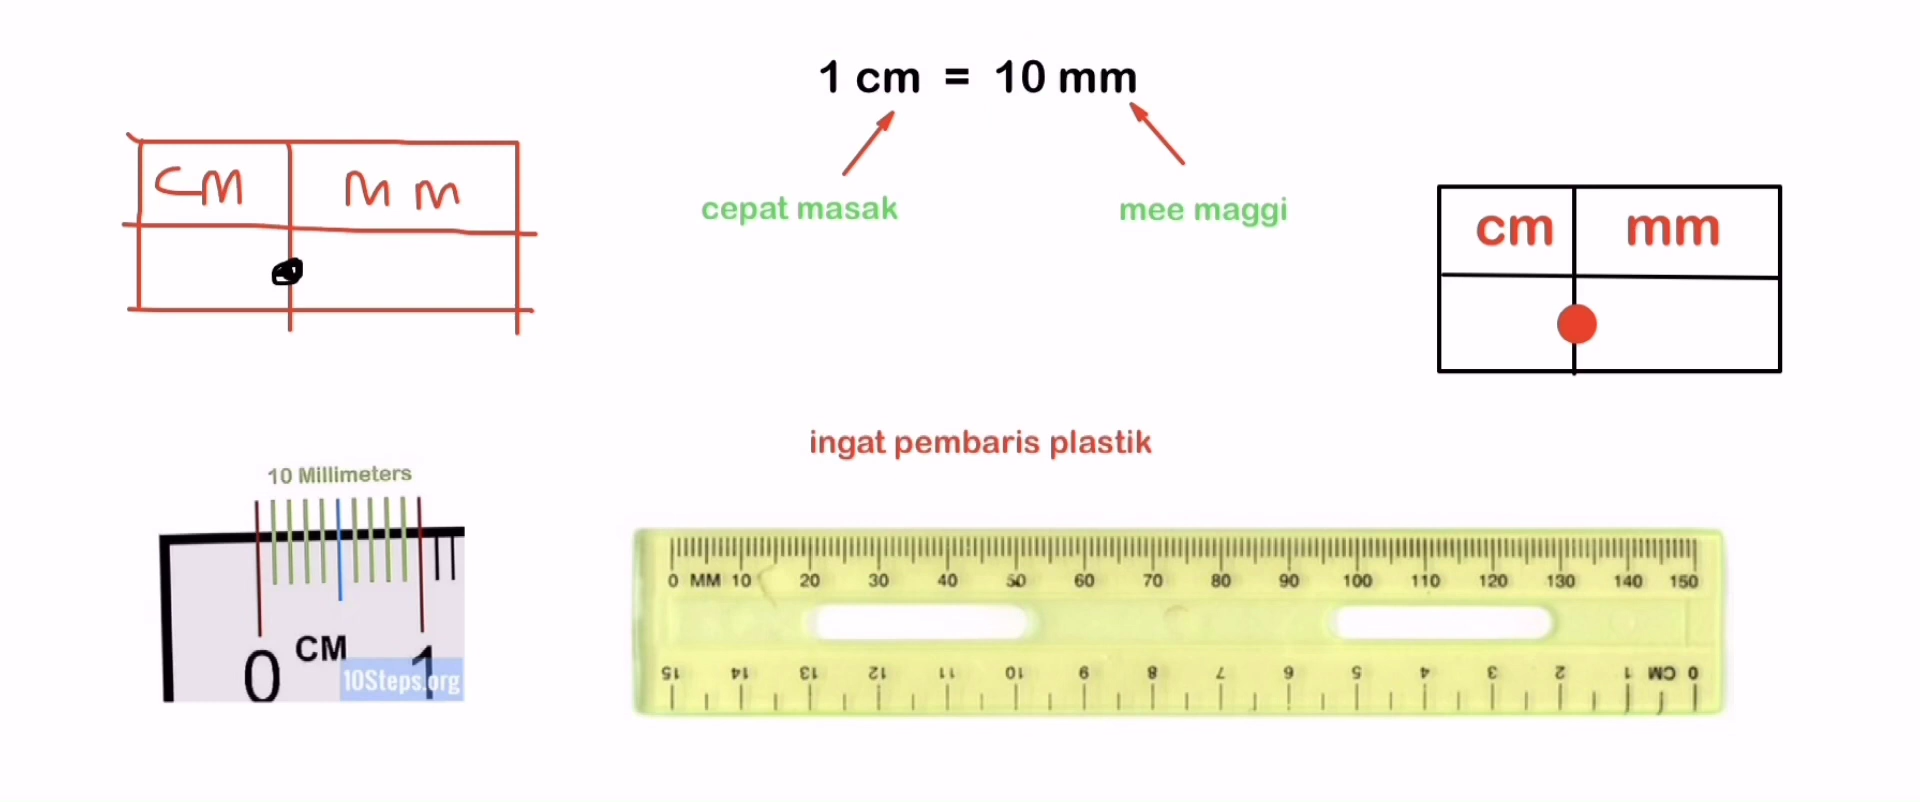 1 cm = 10 mm
cm mm
cepat masak
mee maggi
cm mm
ingat pembaris plastik
10 Millimeters
0 CM 1
10Steps.org
0 MM 10 20 30 40 50 60 70 80 90 100 110 120 130 140 150
15 14 13 12 11 10 9 8 7 6 5 4 3 2 1 CM 0